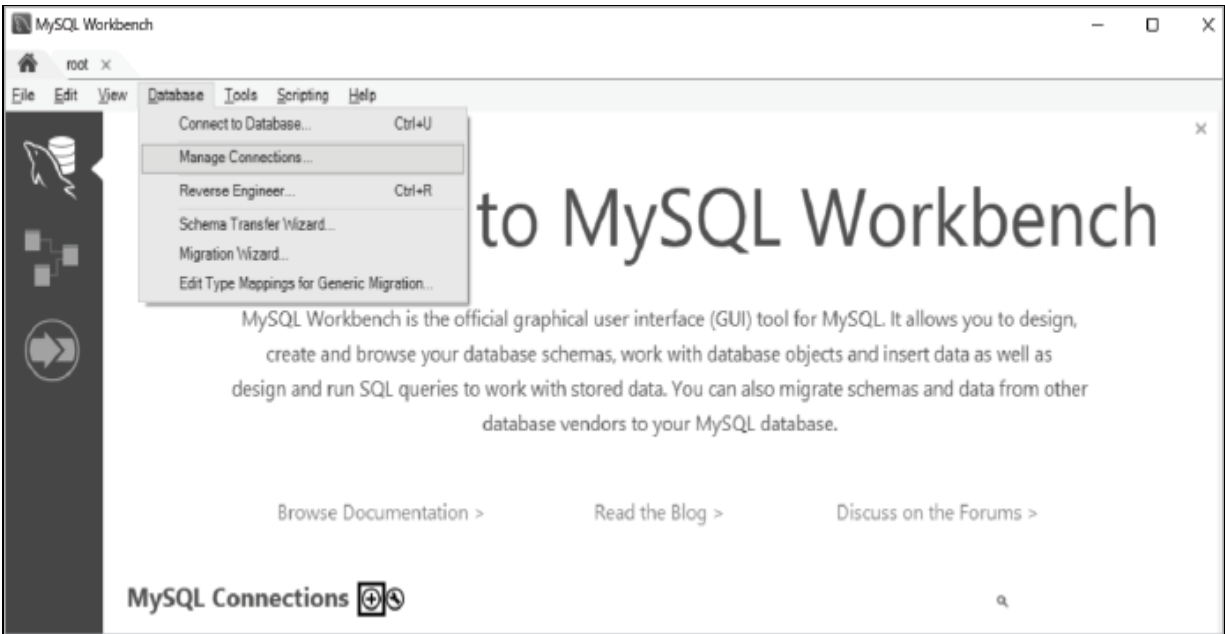 MySQL Workbench
root
File Edit View Database Tools Scripting Help
Connect to Database... Ctrl+U
Manage Connections...
Reverse Engineer... Ctrl+R
Schema Transfer Wizard...
Migration Wizard...
Edit Type Mappings for Generic Migration...
to MySQL Workbench
MySQL Workbench is the official graphical user interface (GUI) tool for MySQL. It allows you to design,
create and browse your database schemas, work with database objects and insert data as well as
design and run SQL queries to work with stored data. You can also migrate schemas and data from other
database vendors to your MySQL database.
Browse Documentation > Read the Blog > Discuss on the Forums >
MySQL Connections